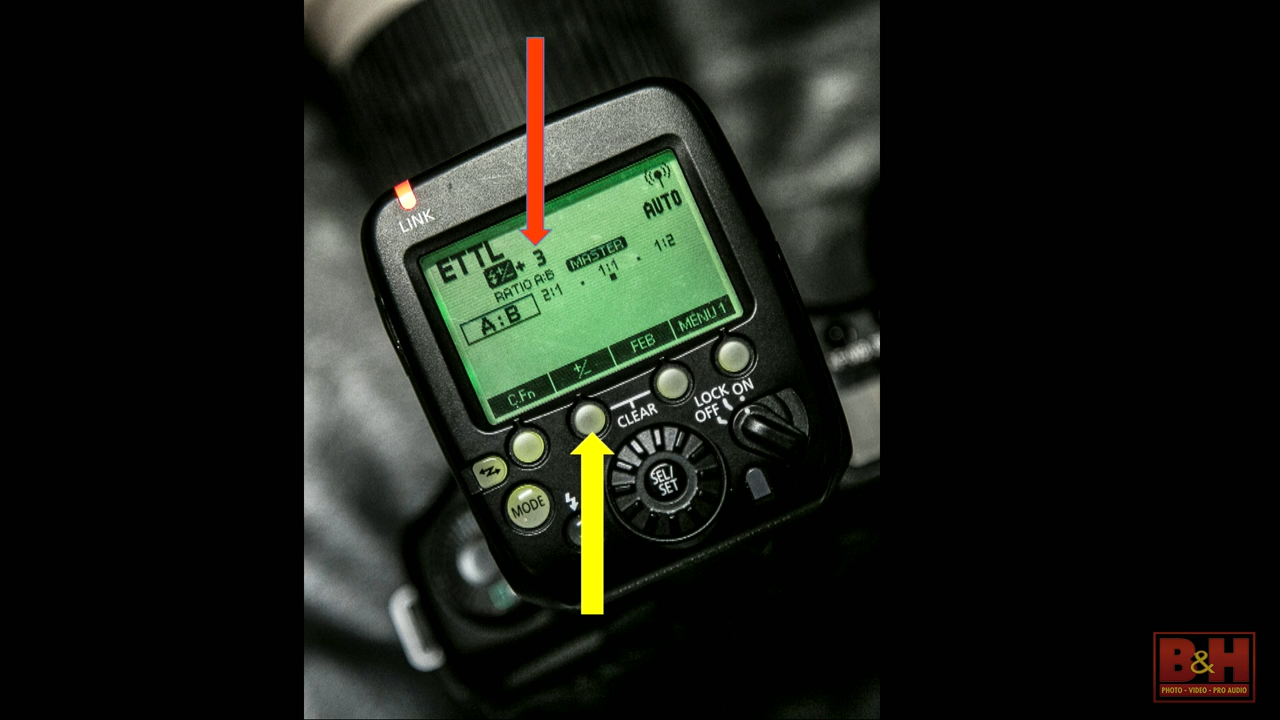 LINK
AUTO
ETTL
+ 3
MASTER
RATIO A:B
2:1 · 1:1 · 1:2
A:B
C.Fn
+/-
FEB
MENU 1
CLEAR
LOCK
ON
OFF
SEL/
SET
MODE
B&H
PHOTO - VIDEO - PRO AUDIO